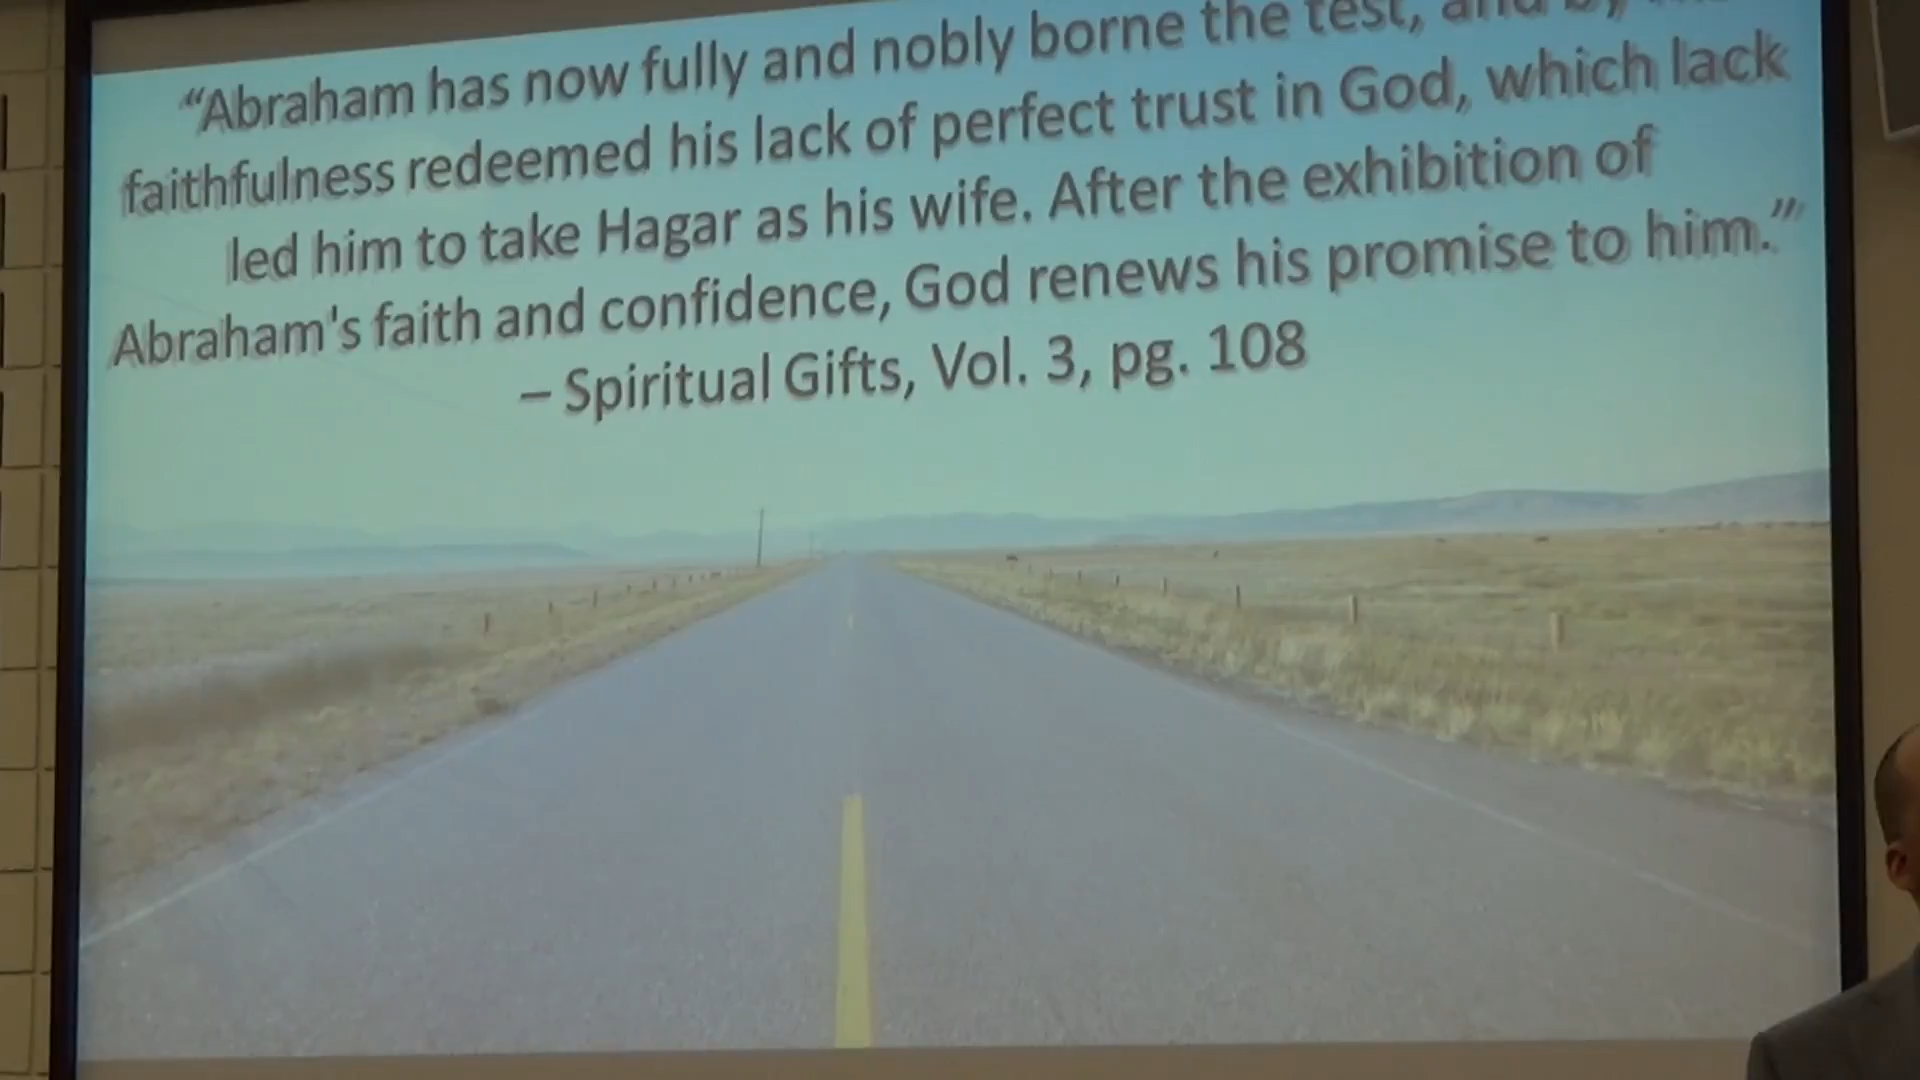 “Abraham has now fully and nobly borne the test, and by
faithfulness redeemed his lack of perfect trust in God, which lack
led him to take Hagar as his wife. After the exhibition of
Abraham's faith and confidence, God renews his promise to him.”
– Spiritual Gifts, Vol. 3, pg. 108